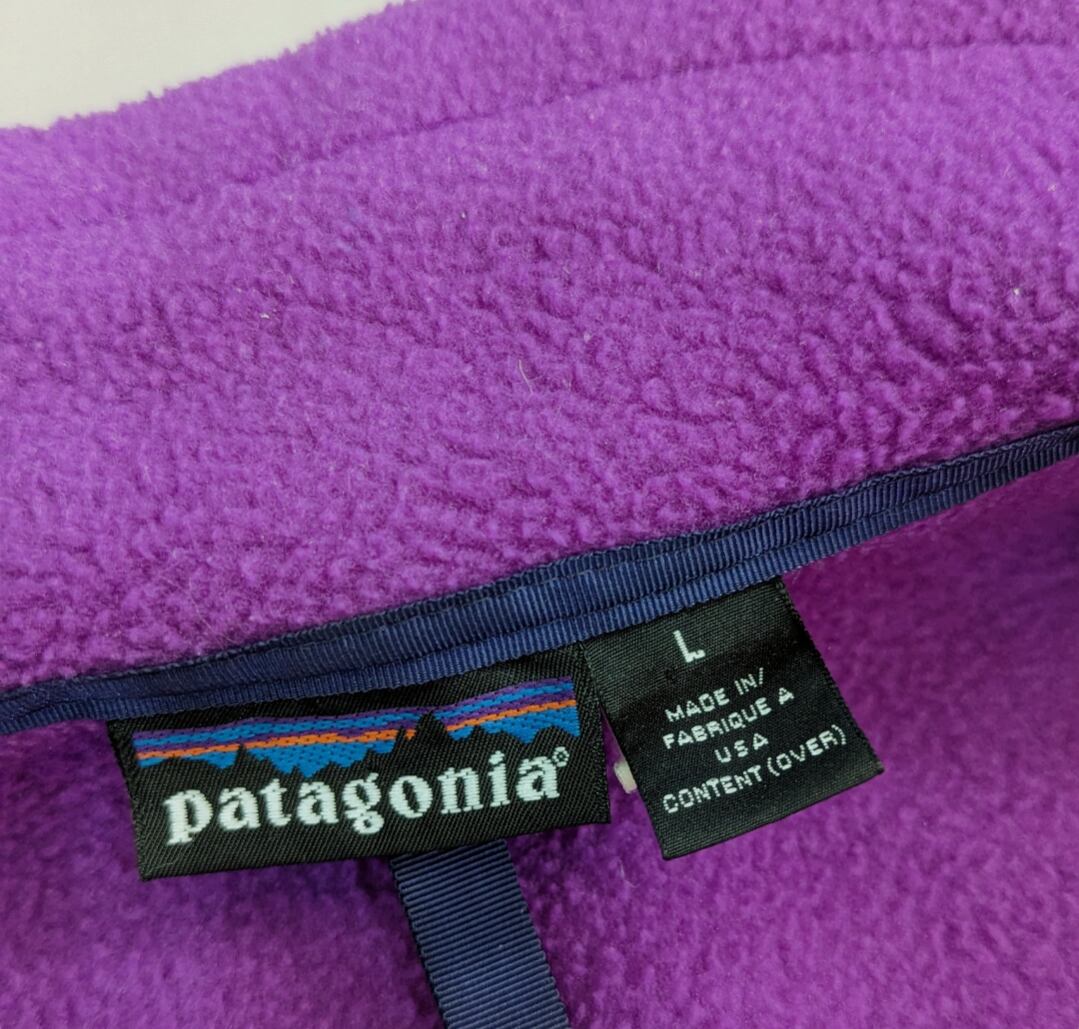 patagonia®
L
MADE IN/
FABRIQUE A
USA
CONTENT (OVER)